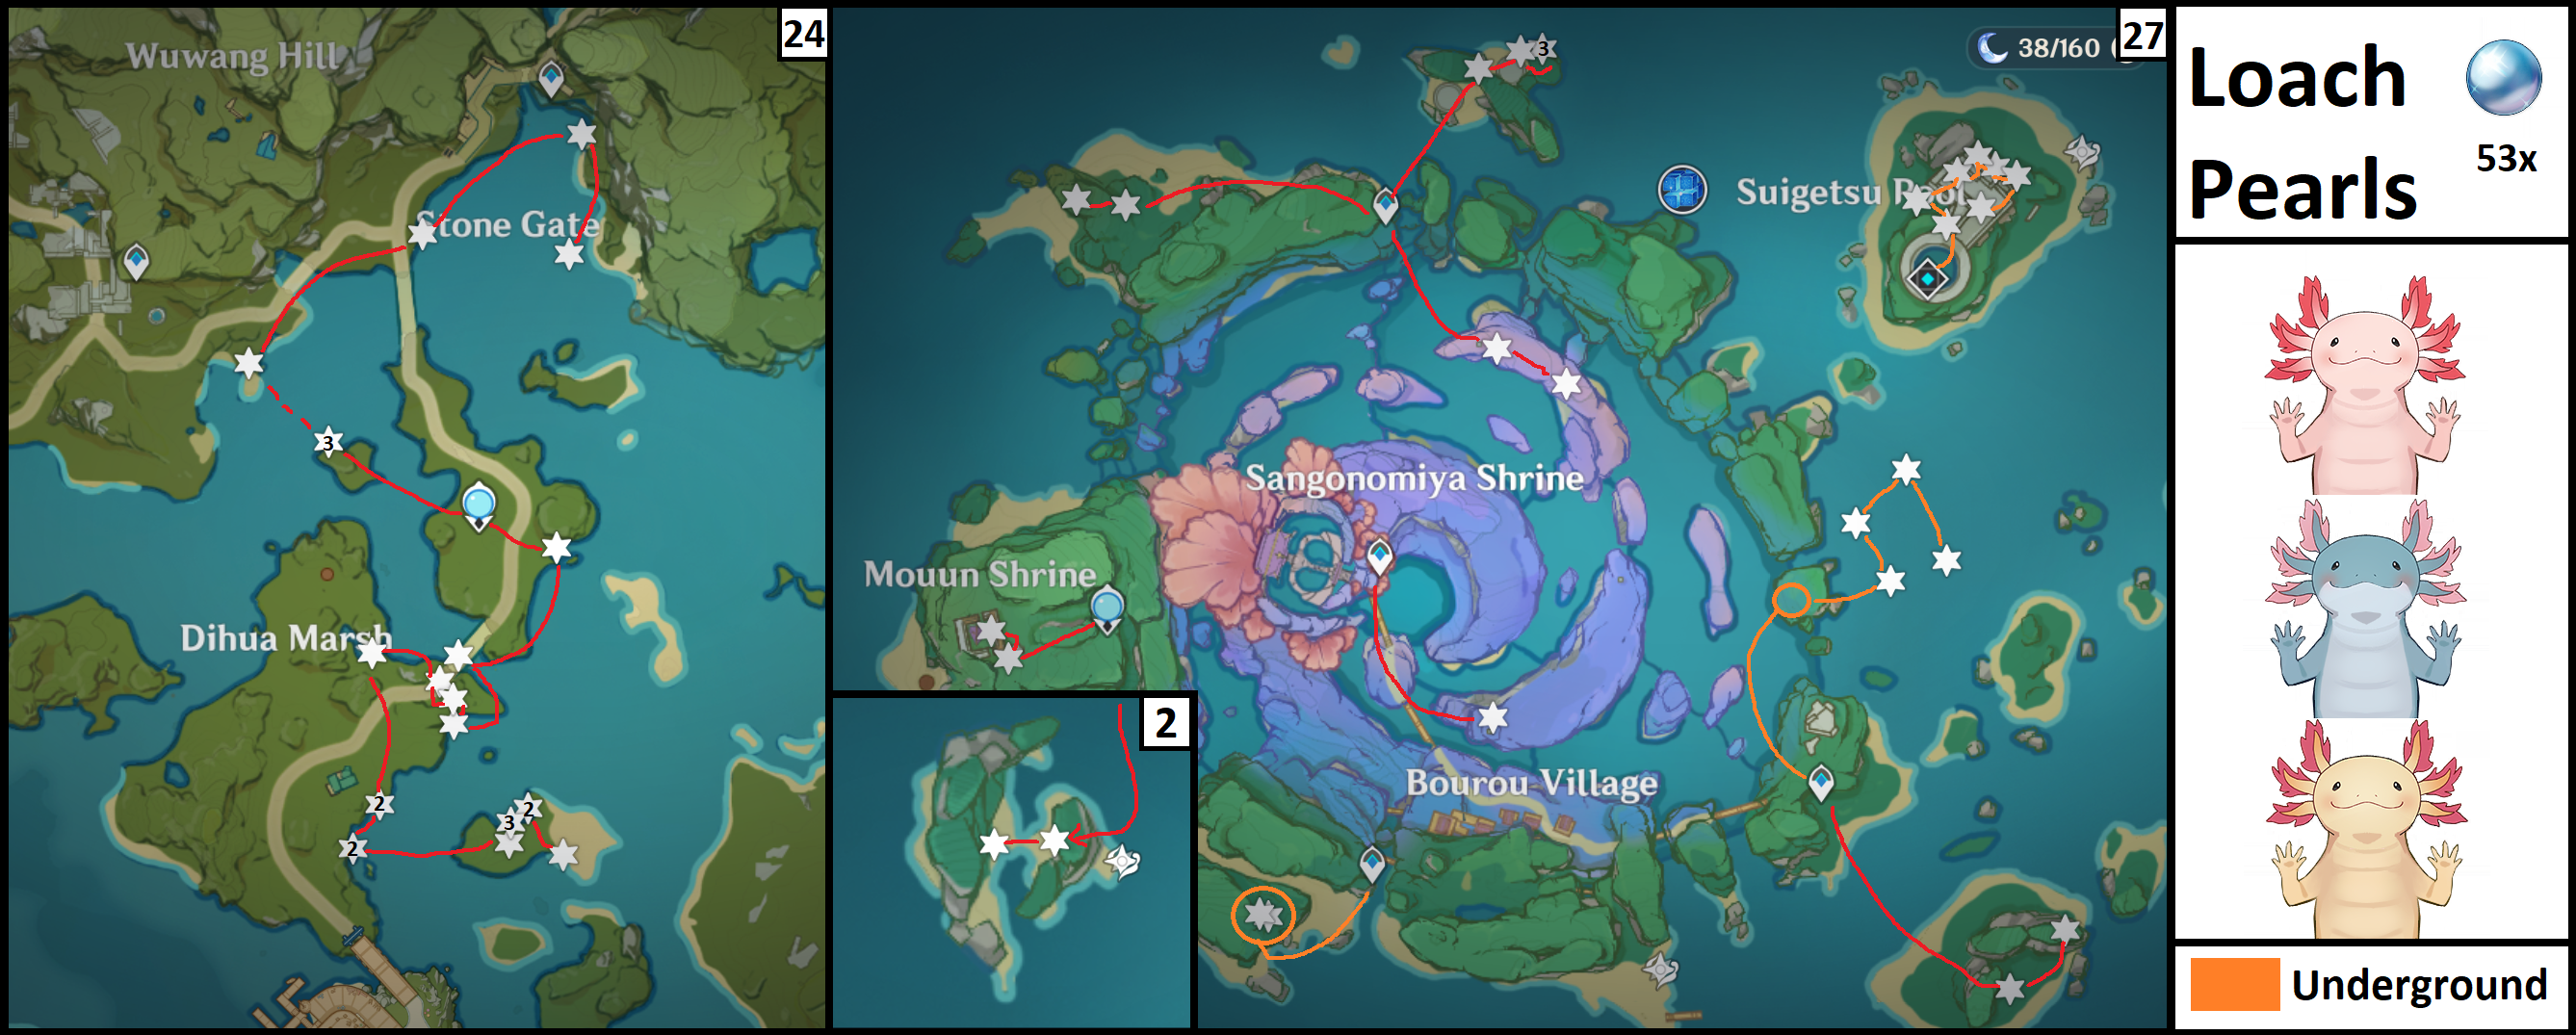 Wuwang Hill
24
Stone Gate
3
Dihua Marsh
2
2
3
2
38/160
27
3
Suigetsu Pool
Sangonomiya Shrine
Mouun Shrine
Bourou Village
2
Loach
Pearls
53x
Underground